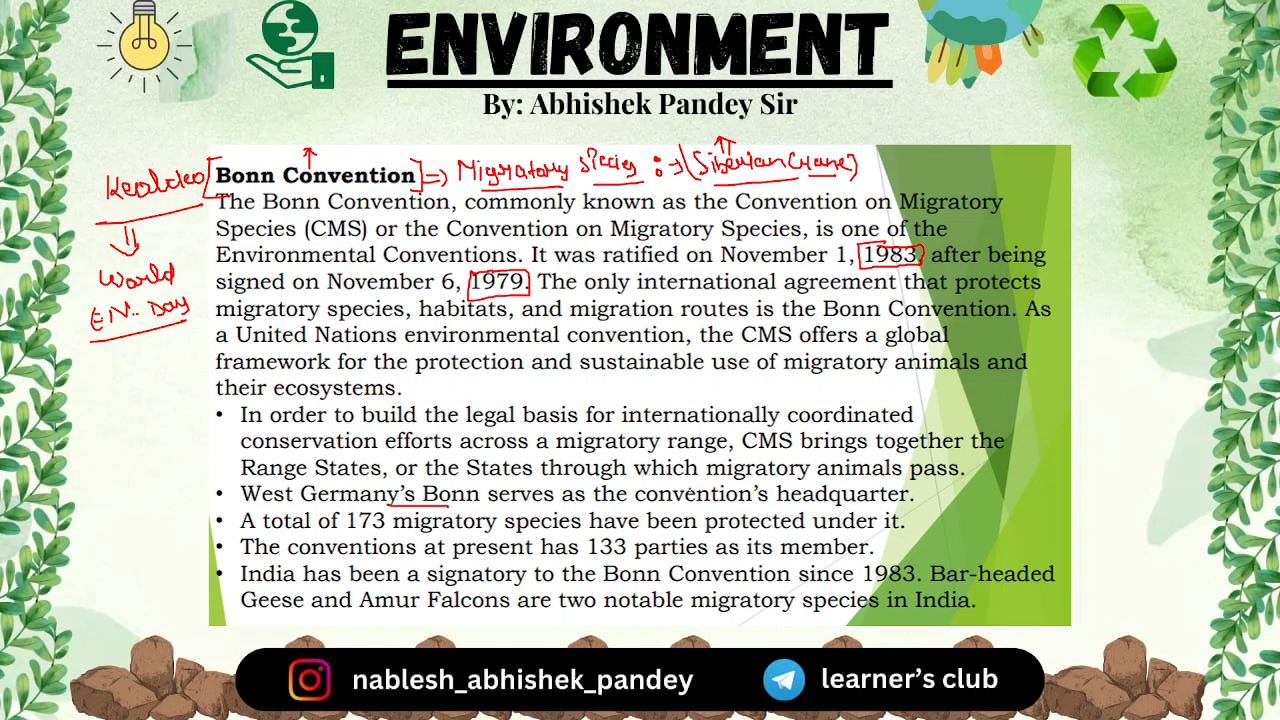 ENVIRONMENT
By: Abhishek Pandey Sir
Keoladeo
World
EN.. Day
Bonn Convention => Migratory species : → (Siberian Crane)
The Bonn Convention, commonly known as the Convention on Migratory
Species (CMS) or the Convention on Migratory Species, is one of the
Environmental Conventions. It was ratified on November 1, 1983, after being
signed on November 6, 1979. The only international agreement that protects
migratory species, habitats, and migration routes is the Bonn Convention. As
a United Nations environmental convention, the CMS offers a global
framework for the protection and sustainable use of migratory animals and
their ecosystems.
• In order to build the legal basis for internationally coordinated
conservation efforts across a migratory range, CMS brings together the
Range States, or the States through which migratory animals pass.
• West Germany's Bonn serves as the convention's headquarter.
• A total of 173 migratory species have been protected under it.
• The conventions at present has 133 parties as its member.
• India has been a signatory to the Bonn Convention since 1983. Bar-headed
Geese and Amur Falcons are two notable migratory species in India.
nablesh_abhishek_pandey
learner's club